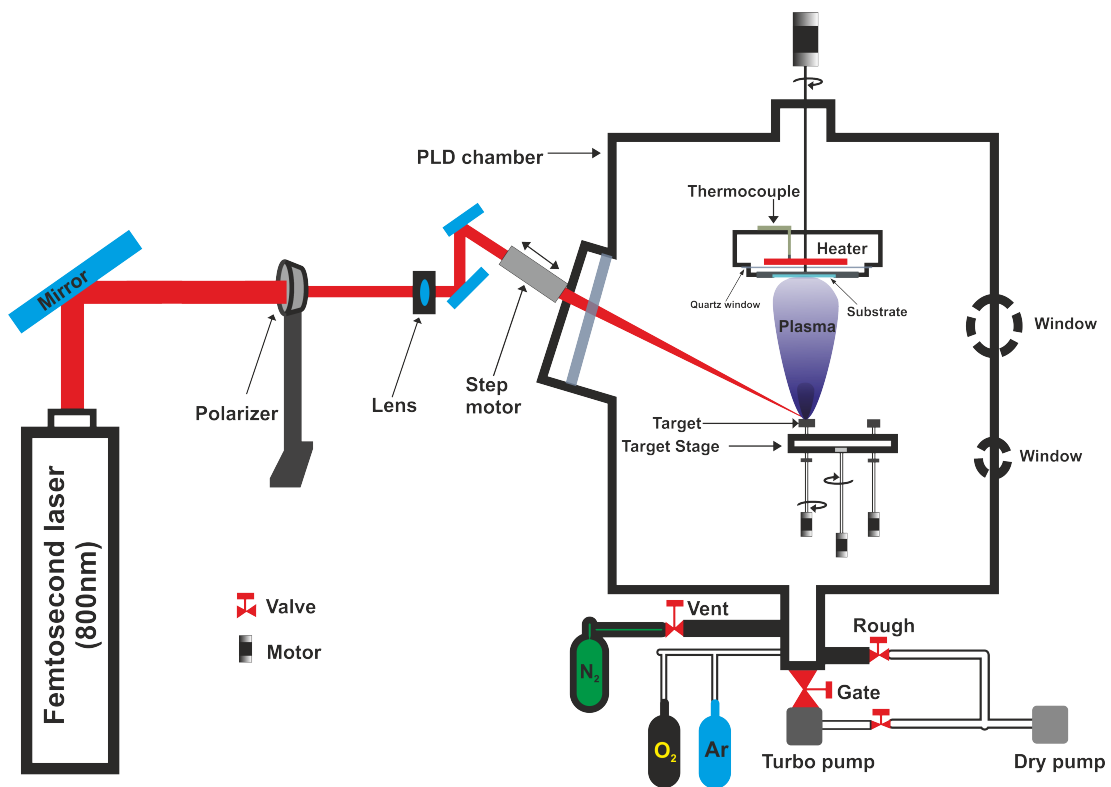 PLD chamber
Thermocouple
Heater
Mirror
Quartz window
Substrate
Plasma
Window
Polarizer
Lens
Step
motor
Target
Target Stage
Window
Femtosecond laser
(800nm)
Valve
Motor
Vent
Rough
N₂
Gate
O₂
Ar
Turbo pump
Dry pump